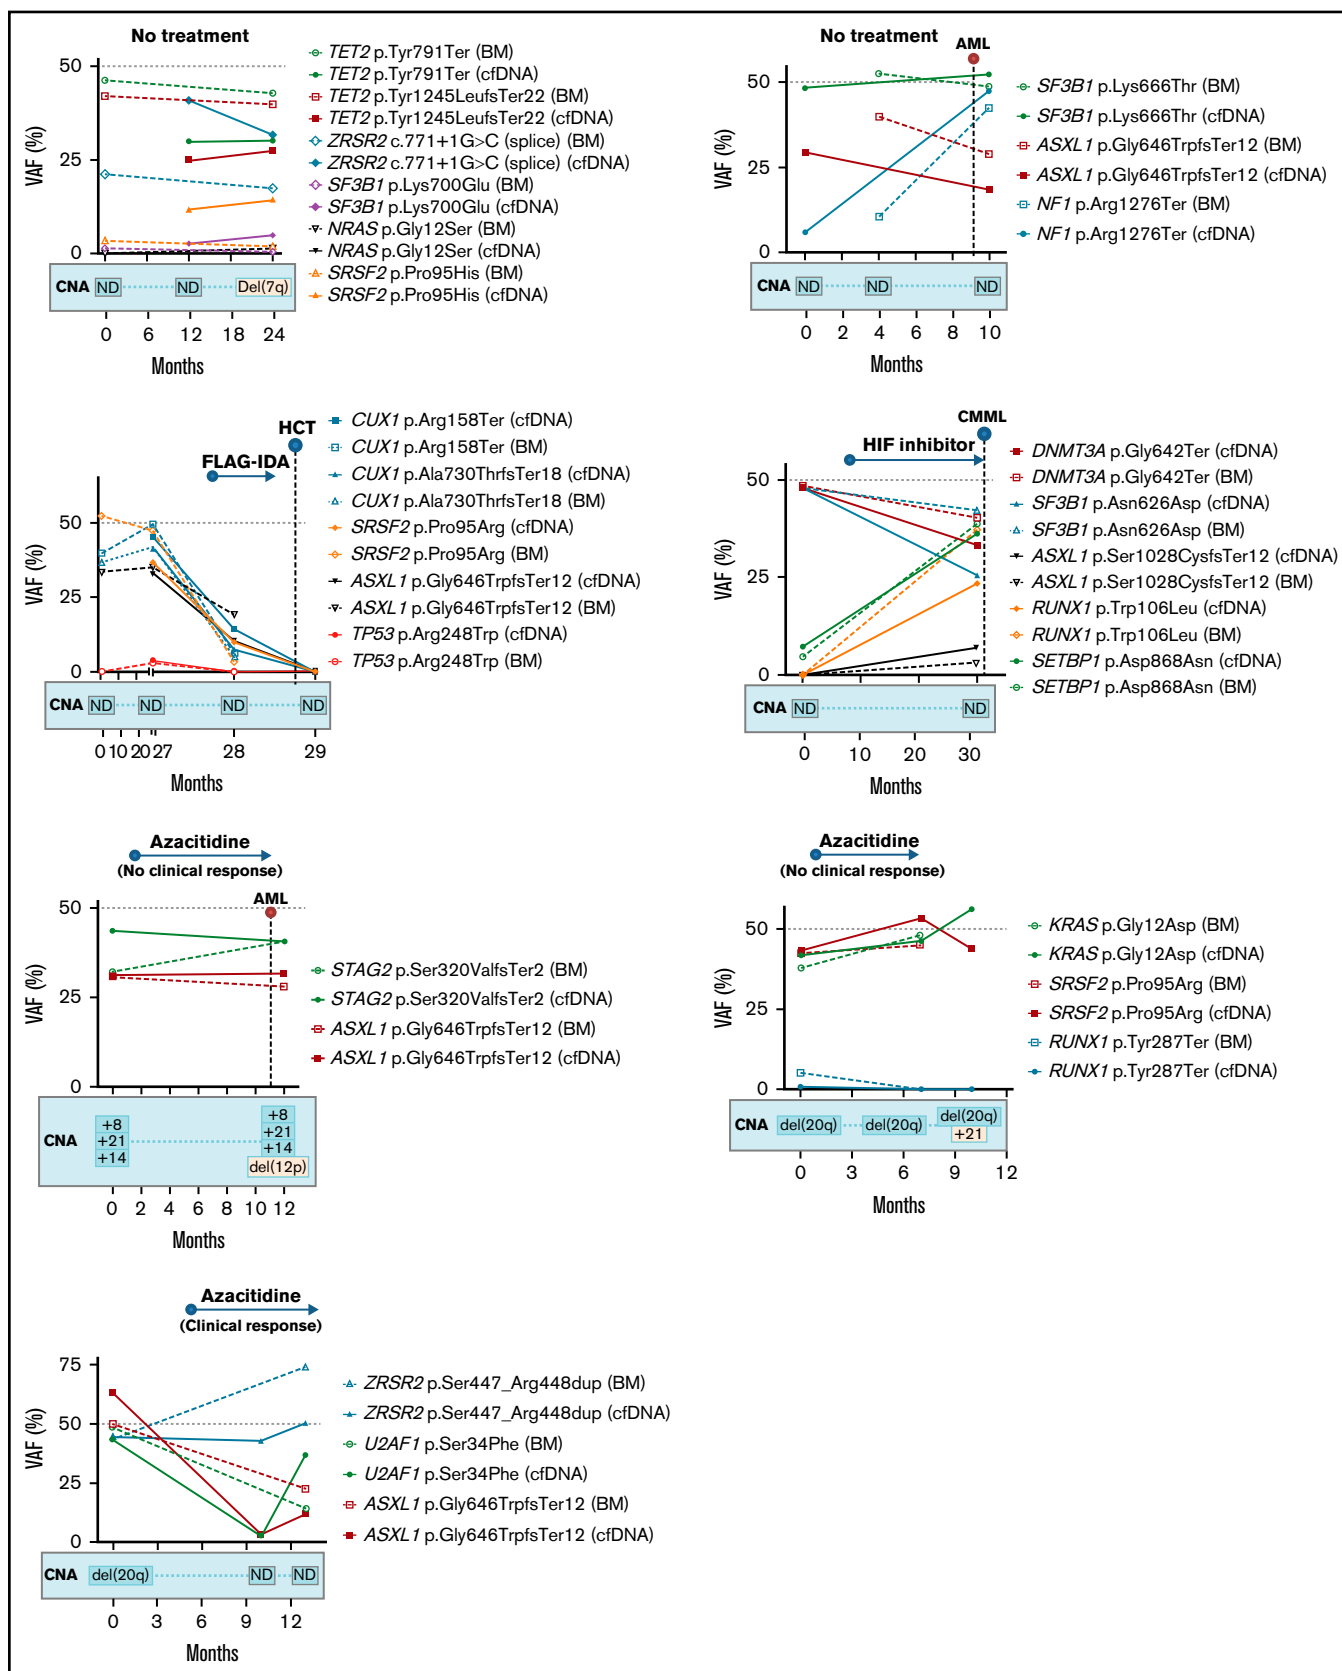 No treatment
VAF (%)
50
25
0
TET2 p.Tyr791Ter (BM)
TET2 p.Tyr791Ter (cfDNA)
TET2 p.Tyr1245LeufsTer22 (BM)
TET2 p.Tyr1245LeufsTer22 (cfDNA)
ZRSR2 c.771+1G>C (splice) (BM)
ZRSR2 c.771+1G>C (splice) (cfDNA)
SF3B1 p.Lys700Glu (BM)
SF3B1 p.Lys700Glu (cfDNA)
NRAS p.Gly12Ser (BM)
NRAS p.Gly12Ser (cfDNA)
SRSF2 p.Pro95His (BM)
SRSF2 p.Pro95His (cfDNA)
CNA ND ND Del(7q)
0 6 12 18 24
Months
No treatment
AML
VAF (%)
50
25
0
SF3B1 p.Lys666Thr (BM)
SF3B1 p.Lys666Thr (cfDNA)
ASXL1 p.Gly646TrpfsTer12 (BM)
ASXL1 p.Gly646TrpfsTer12 (cfDNA)
NF1 p.Arg1276Ter (BM)
NF1 p.Arg1276Ter (cfDNA)
CNA ND ND ND
0 2 4 6 8 10
Months
HCT
FLAG-IDA
VAF (%)
50
25
0
CUX1 p.Arg158Ter (cfDNA)
CUX1 p.Arg158Ter (BM)
CUX1 p.Ala730ThrfsTer18 (cfDNA)
CUX1 p.Ala730ThrfsTer18 (BM)
SRSF2 p.Pro95Arg (cfDNA)
SRSF2 p.Pro95Arg (BM)
ASXL1 p.Gly646TrpfsTer12 (cfDNA)
ASXL1 p.Gly646TrpfsTer12 (BM)
TP53 p.Arg248Trp (cfDNA)
TP53 p.Arg248Trp (BM)
CNA ND ND ND ND
0 10 20 27 28 29
Months
CMML
HIF inhibitor
VAF (%)
50
25
0
DNMT3A p.Gly642Ter (cfDNA)
DNMT3A p.Gly642Ter (BM)
SF3B1 p.Asn626Asp (cfDNA)
SF3B1 p.Asn626Asp (BM)
ASXL1 p.Ser1028CysfsTer12 (cfDNA)
ASXL1 p.Ser1028CysfsTer12 (BM)
RUNX1 p.Trp106Leu (cfDNA)
RUNX1 p.Trp106Leu (BM)
SETBP1 p.Asp868Asn (cfDNA)
SETBP1 p.Asp868Asn (BM)
CNA ND ND
0 10 20 30
Months
Azacitidine
(No clinical response)
AML
VAF (%)
50
25
0
STAG2 p.Ser320ValfsTer2 (BM)
STAG2 p.Ser320ValfsTer2 (cfDNA)
ASXL1 p.Gly646TrpfsTer12 (BM)
ASXL1 p.Gly646TrpfsTer12 (cfDNA)
+8 +8
CNA +21 +21
+14 +14
del(12p)
0 2 4 6 8 10 12
Months
Azacitidine
(No clinical response)
VAF (%)
50
25
0
KRAS p.Gly12Asp (BM)
KRAS p.Gly12Asp (cfDNA)
SRSF2 p.Pro95Arg (BM)
SRSF2 p.Pro95Arg (cfDNA)
RUNX1 p.Tyr287Ter (BM)
RUNX1 p.Tyr287Ter (cfDNA)
CNA del(20q) del(20q) del(20q)
+21
0 3 6 9 12
Months
Azacitidine
(Clinical response)
VAF (%)
75
50
25
0
ZRSR2 p.Ser447_Arg448dup (BM)
ZRSR2 p.Ser447_Arg448dup (cfDNA)
U2AF1 p.Ser34Phe (BM)
U2AF1 p.Ser34Phe (cfDNA)
ASXL1 p.Gly646TrpfsTer12 (BM)
ASXL1 p.Gly646TrpfsTer12 (cfDNA)
CNA del(20q) ND ND
0 3 6 9 12
Months